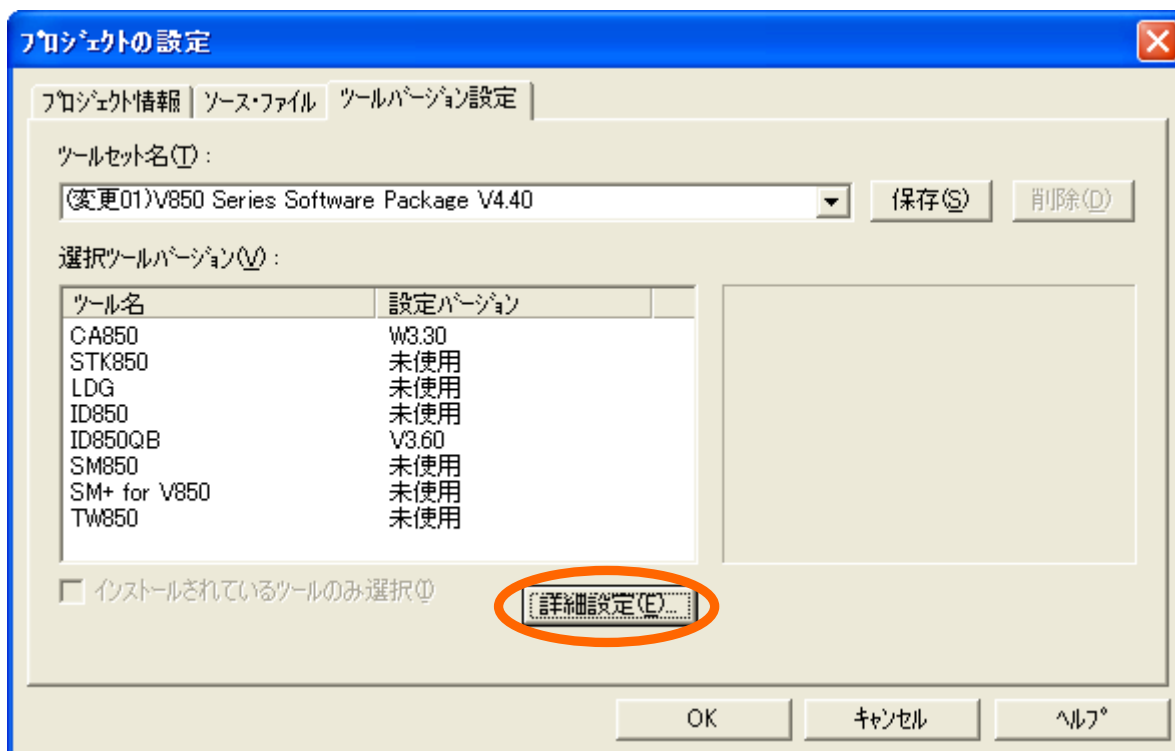 プロジェクトの設定
プロジェクト情報 ソース・ファイル ツールバージョン設定
ツールセット名(T) :
(変更01)V850 Series Software Package V4.40 保存(S) 削除(D)
選択ツールバージョン(V) :
ツール名 設定バージョン
CA850 W3.30
STK850 未使用
LDG 未使用
ID850 未使用
ID850QB V3.60
SM850 未使用
SM+ for V850 未使用
TW850 未使用
インストールされているツールのみ選択(I) 詳細設定(E)...
OK キャンセル ヘルプ